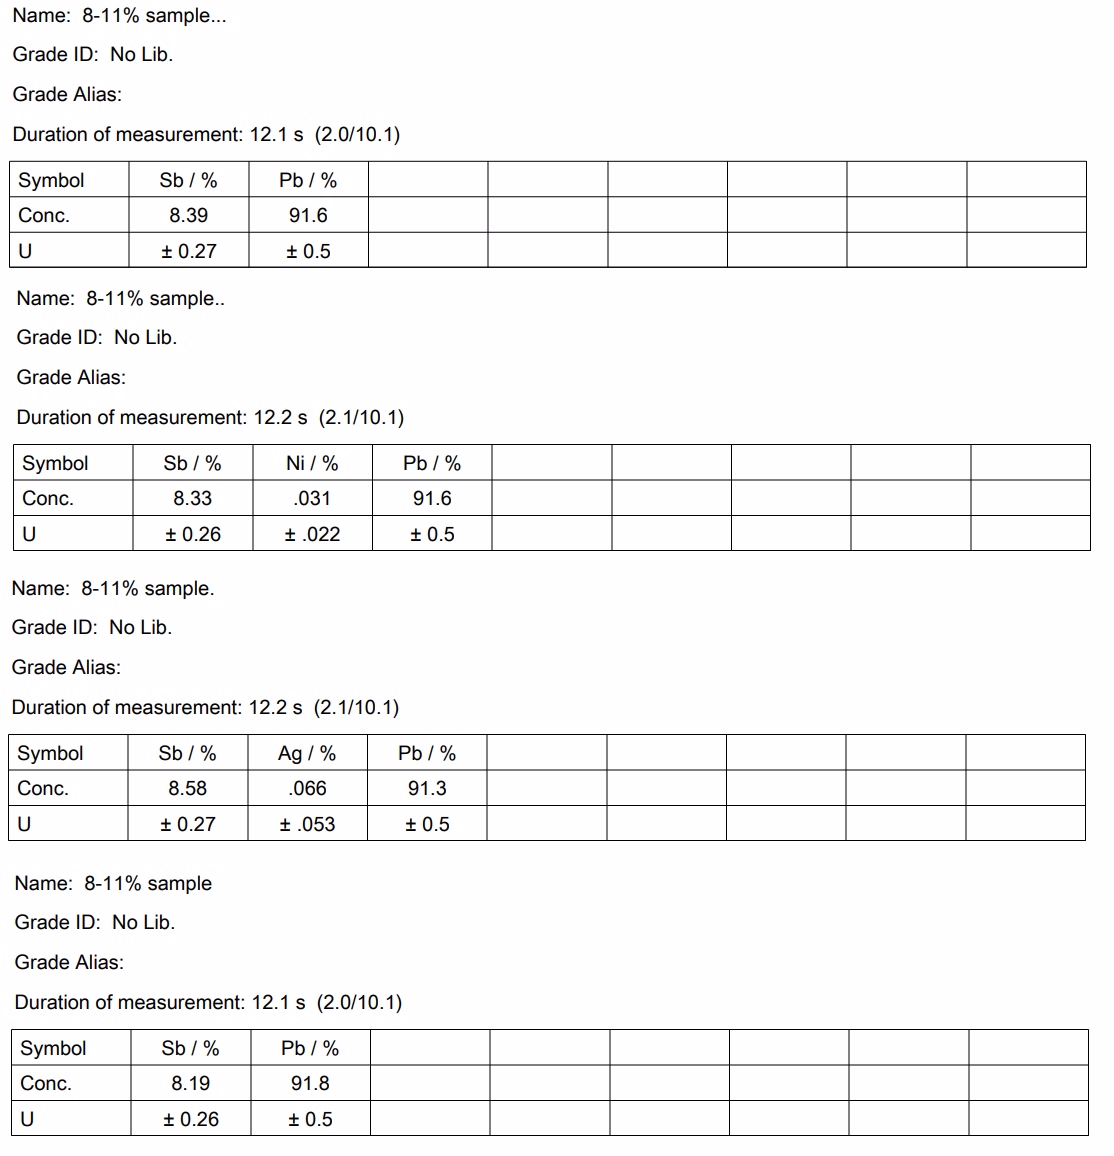 Name: 8-11% sample...
Grade ID: No Lib.
Grade Alias:
Duration of measurement: 12.1 s (2.0/10.1)
Symbol Sb / % Pb / %
Conc. 8.39 91.6
U ± 0.27 ± 0.5
Name: 8-11% sample..
Grade ID: No Lib.
Grade Alias:
Duration of measurement: 12.2 s (2.1/10.1)
Symbol Sb / % Ni / % Pb / %
Conc. 8.33 .031 91.6
U ± 0.26 ± .022 ± 0.5
Name: 8-11% sample.
Grade ID: No Lib.
Grade Alias:
Duration of measurement: 12.2 s (2.1/10.1)
Symbol Sb / % Ag / % Pb / %
Conc. 8.58 .066 91.3
U ± 0.27 ± .053 ± 0.5
Name: 8-11% sample
Grade ID: No Lib.
Grade Alias:
Duration of measurement: 12.1 s (2.0/10.1)
Symbol Sb / % Pb / %
Conc. 8.19 91.8
U ± 0.26 ± 0.5